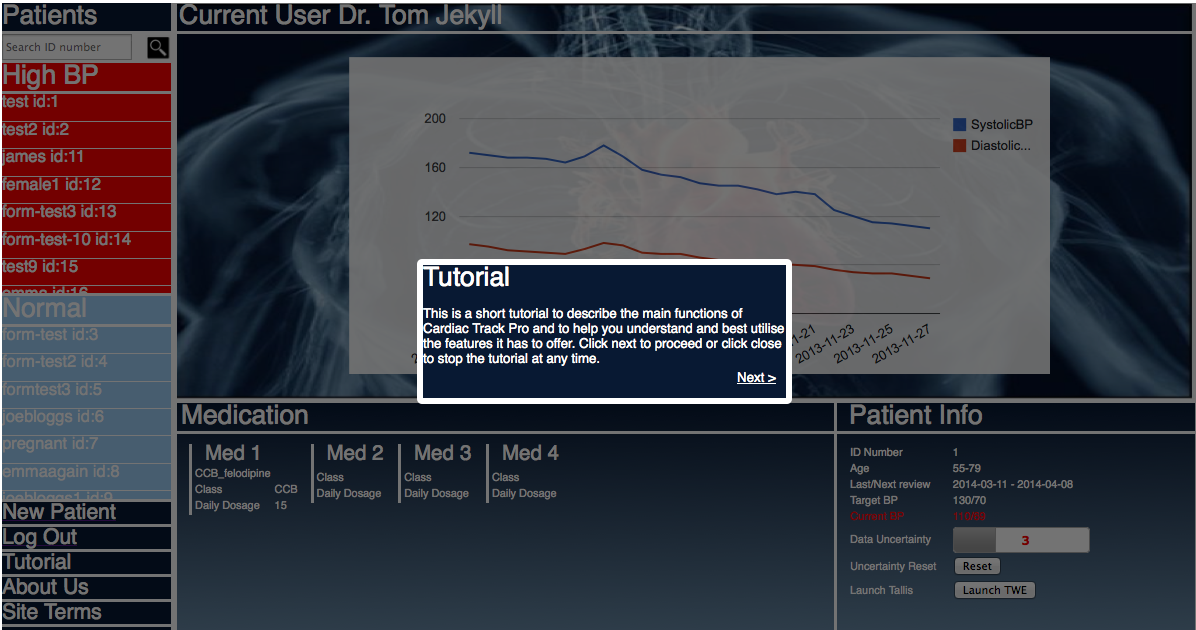 Patients
Search ID number
High BP
test id:1
test2 id:2
james id:11
female1 id:12
form-test3 id:13
form-test-10 id:14
test9 id:15
emma id:16
Normal
form-test id:3
form-test2 id:4
formtest3 id:5
joebloggs id:6
pregnant id:7
emmaagain id:8
joebloggs1 id:9
New Patient
Log Out
Tutorial
About Us
Site Terms
Current User Dr. Tom Jekyll
200
160
120
SystolicBP
Diastolic...
2013-11-23
2013-11-25
2013-11-27
Tutorial
This is a short tutorial to describe the main functions of
Cardiac Track Pro and to help you understand and best utilise
the features it has to offer. Click next to proceed or click close
to stop the tutorial at any time.
Next >
Medication
Med 1
CCB_felodipine
Class CCB
Daily Dosage 15
Med 2
Class
Daily Dosage
Med 3
Class
Daily Dosage
Med 4
Class
Daily Dosage
Patient Info
ID Number 1
Age 55-79
Last/Next review 2014-03-11 - 2014-04-08
Target BP 130/70
Current BP
Data Uncertainty 3
Uncertainty Reset Reset
Launch Tallis Launch TWE